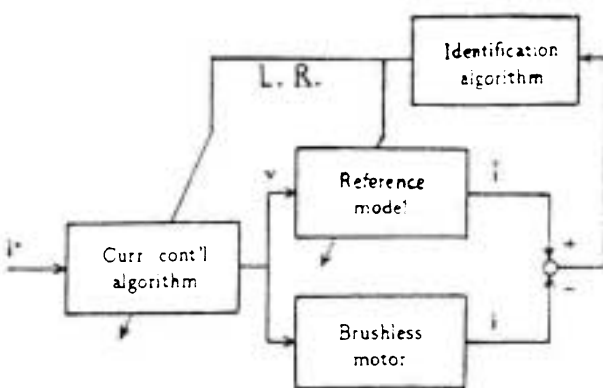 Identification
algorithm
L. R.
v
Reference
model
i
i*
Curr cont'l
algorithm
+
-
Brushless
motor
i